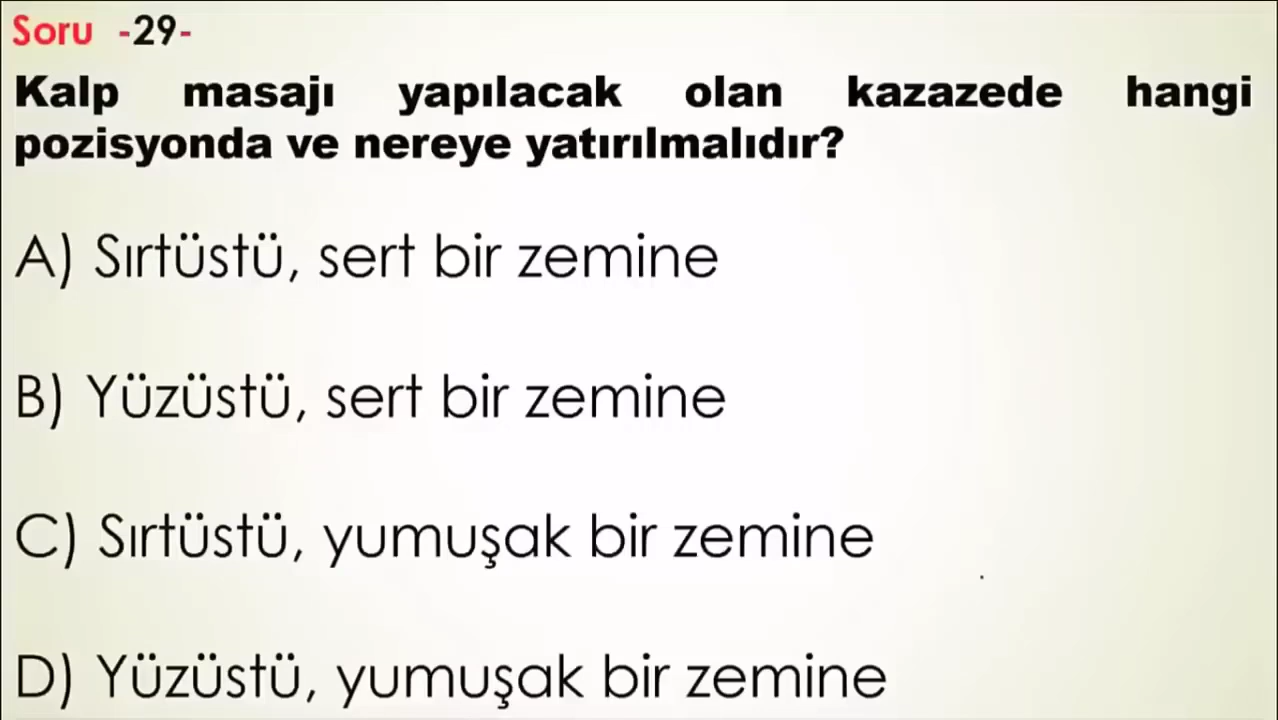 Soru -29-
Kalp masajı yapılacak olan kazazede hangi
pozisyonda ve nereye yatırılmalıdır?
A) Sırtüstü, sert bir zemine
B) Yüzüstü, sert bir zemine
C) Sırtüstü, yumuşak bir zemine
D) Yüzüstü, yumuşak bir zemine